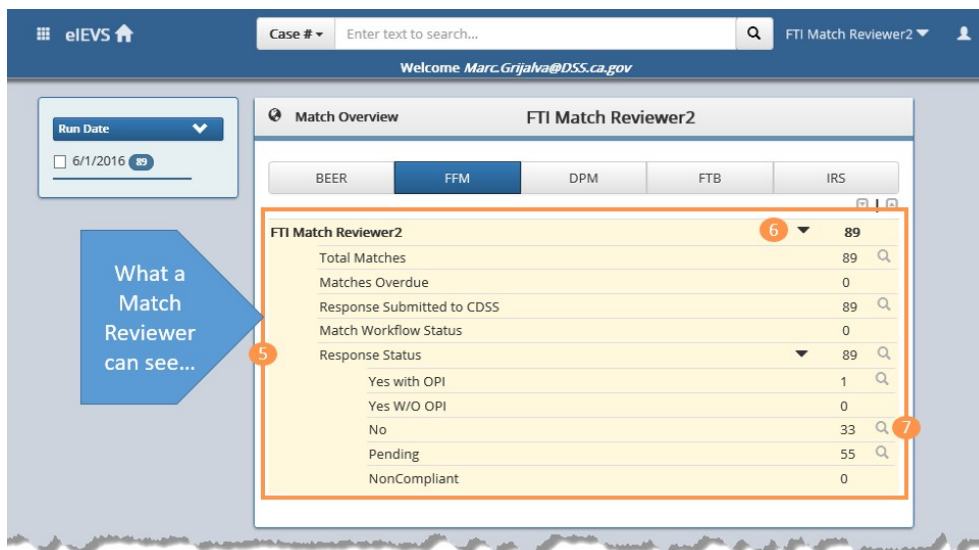 eIEVS
Case #
Enter text to search...
FTI Match Reviewer2
Welcome Marc.Grijalva@DSS.ca.gov
Run Date
6/1/2016 89
Match Overview
FTI Match Reviewer2
BEER FFM DPM FTB IRS
FTI Match Reviewer2 6 89
Total Matches 89
Matches Overdue 0
Response Submitted to CDSS 89
Match Workflow Status 0
5 Response Status 89
Yes with OPI 1
Yes W/O OPI 0
No 33 7
Pending 55
NonCompliant 0
What a
Match
Reviewer
can see...